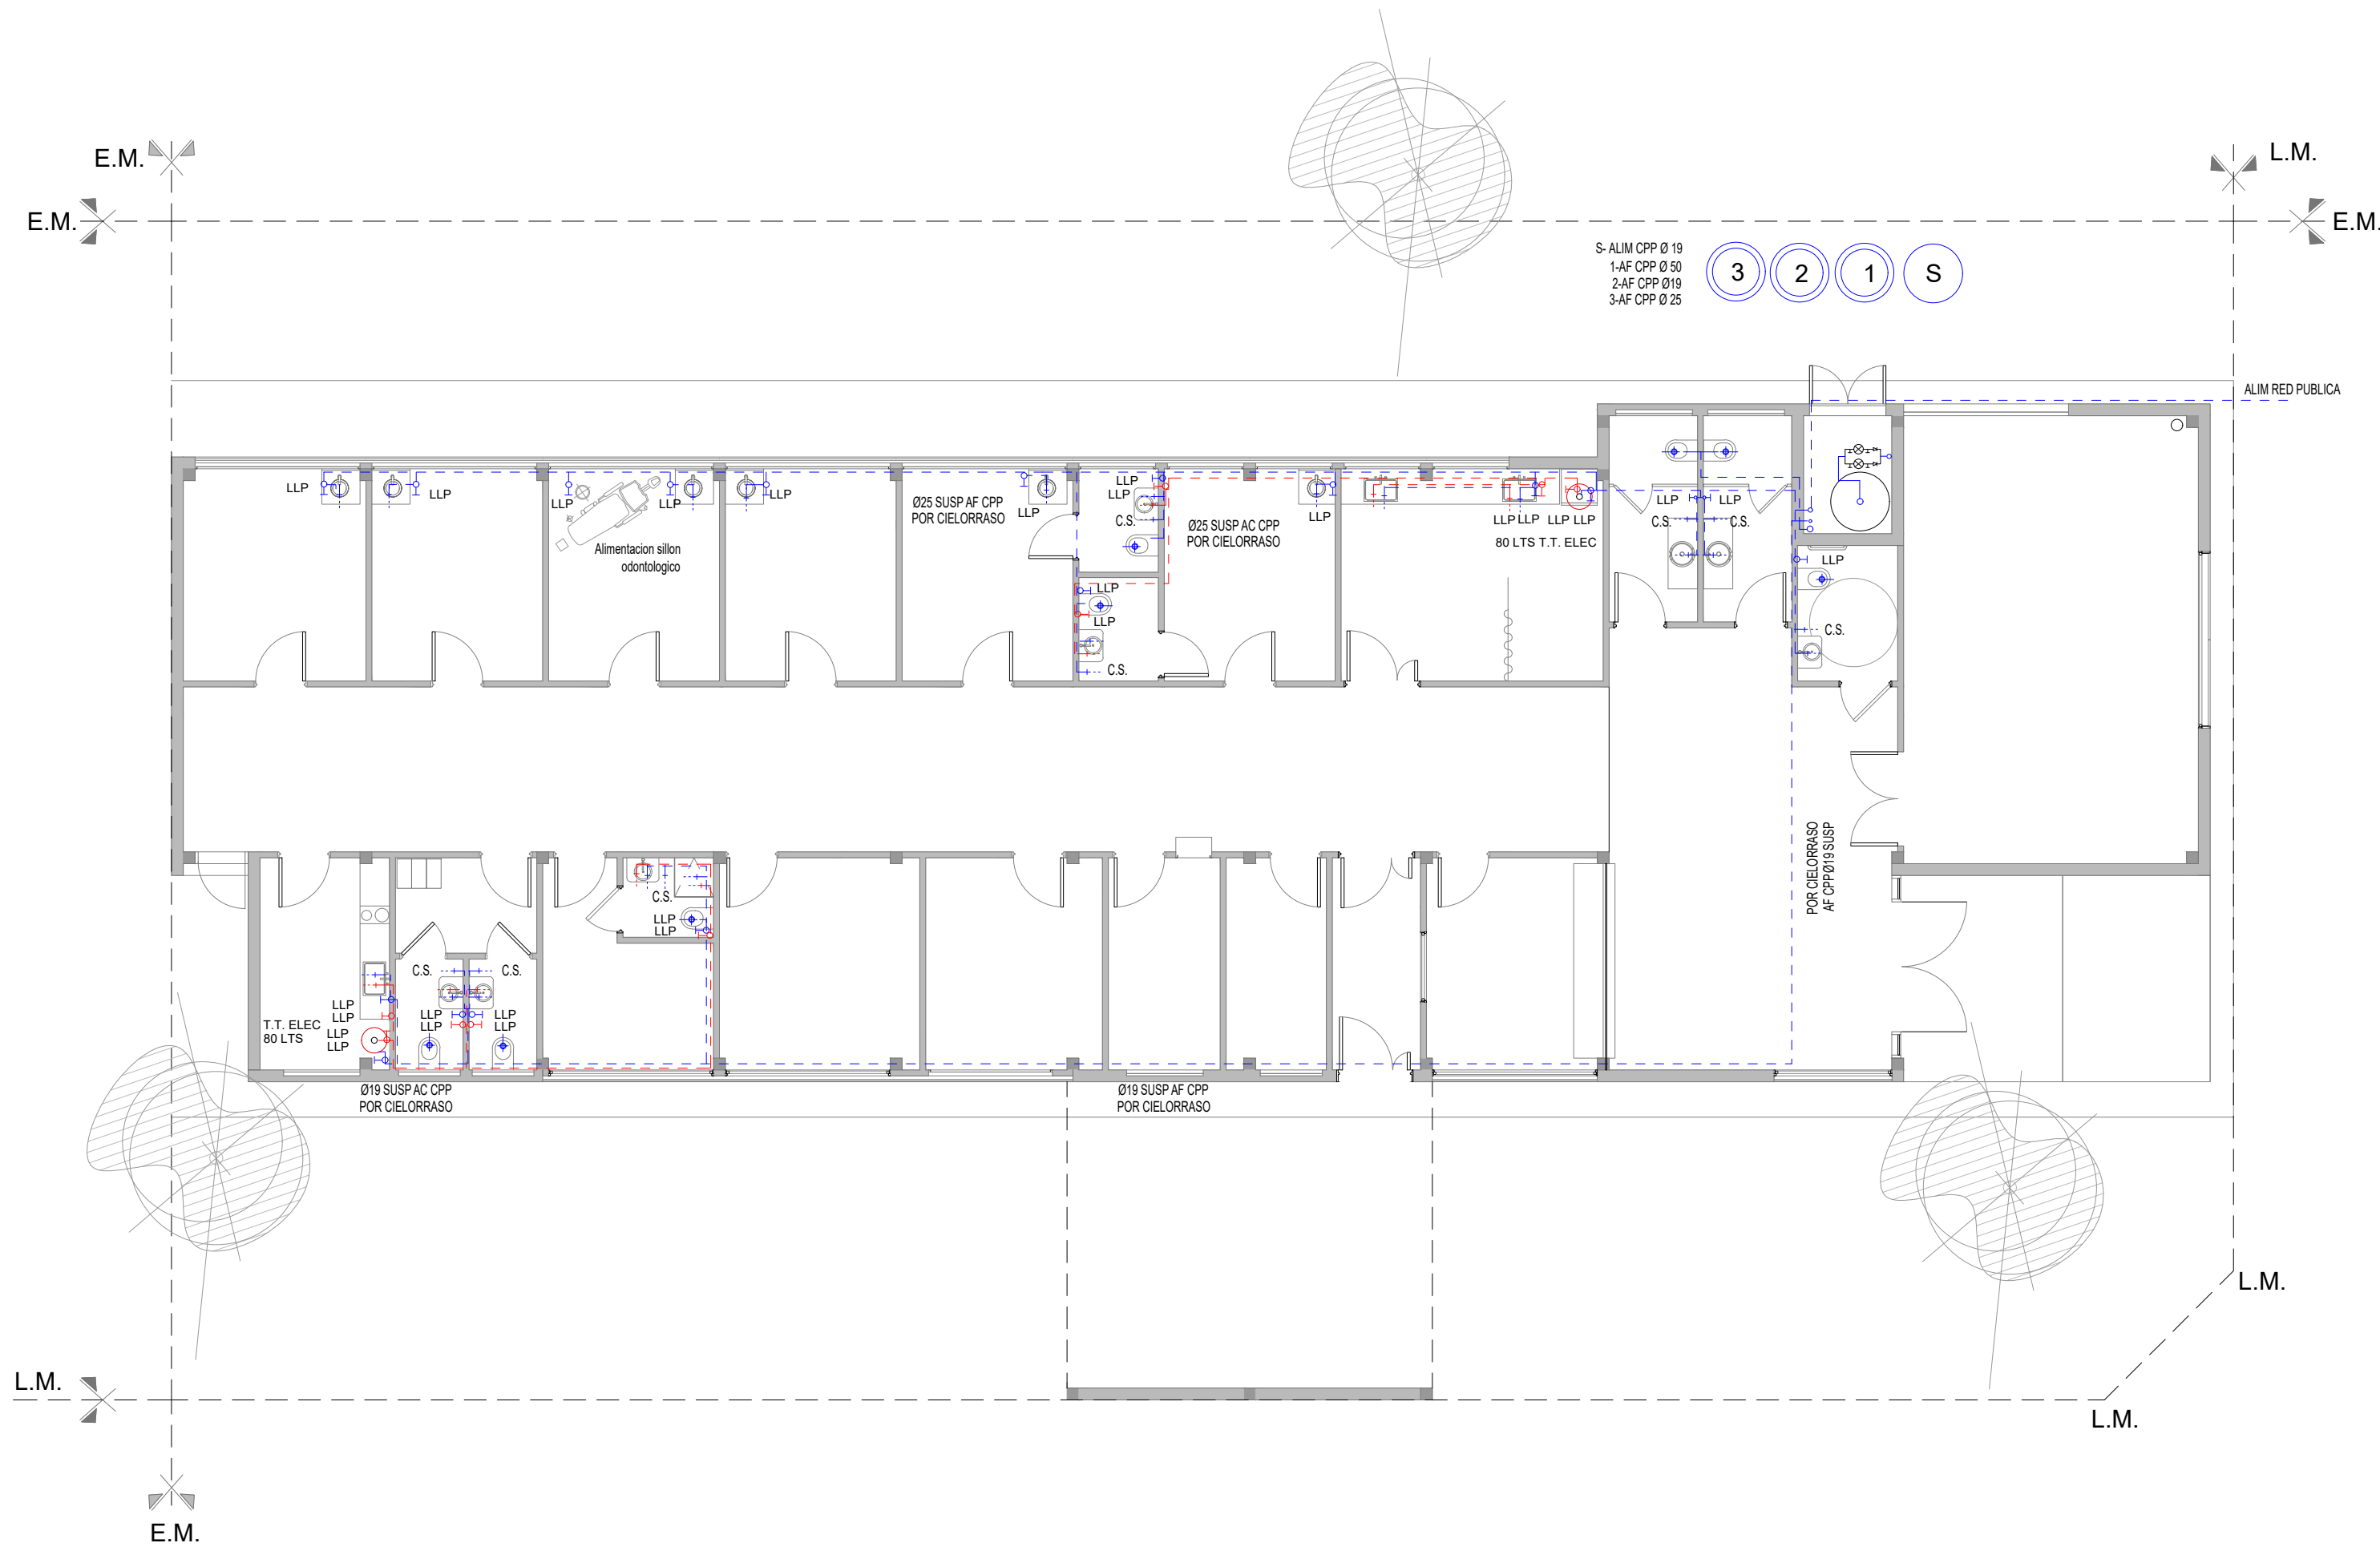 E.M.
L.M.
E.M.
E.M.
S- ALIM CPP Ø 19
1-AF CPP Ø 50
2-AF CPP Ø19
3-AF CPP Ø 25
3
2
1
S
ALIM RED PUBLICA
LLP
LLP
LLP
LLP
LLP
Alimentacion sillon
odontologico
Ø25 SUSP AF CPP
POR CIELORRASO
LLP
LLP
LLP
C.S.
Ø25 SUSP AC CPP
POR CIELORRASO
LLP
LLP
LLP
LLP
LLP
80 LTS T.T. ELEC
LLP
LLP
C.S.
C.S.
LLP
C.S.
LLP
LLP
C.S.
POR CIELORRASO
AF CPPØ19 SUSP
C.S.
LLP
LLP
C.S.
C.S.
LLP
LLP
LLP
LLP
T.T. ELEC
80 LTS
LLP
LLP
LLP
LLP
Ø19 SUSP AC CPP
POR CIELORRASO
Ø19 SUSP AF CPP
POR CIELORRASO
L.M.
L.M.
L.M.
E.M.